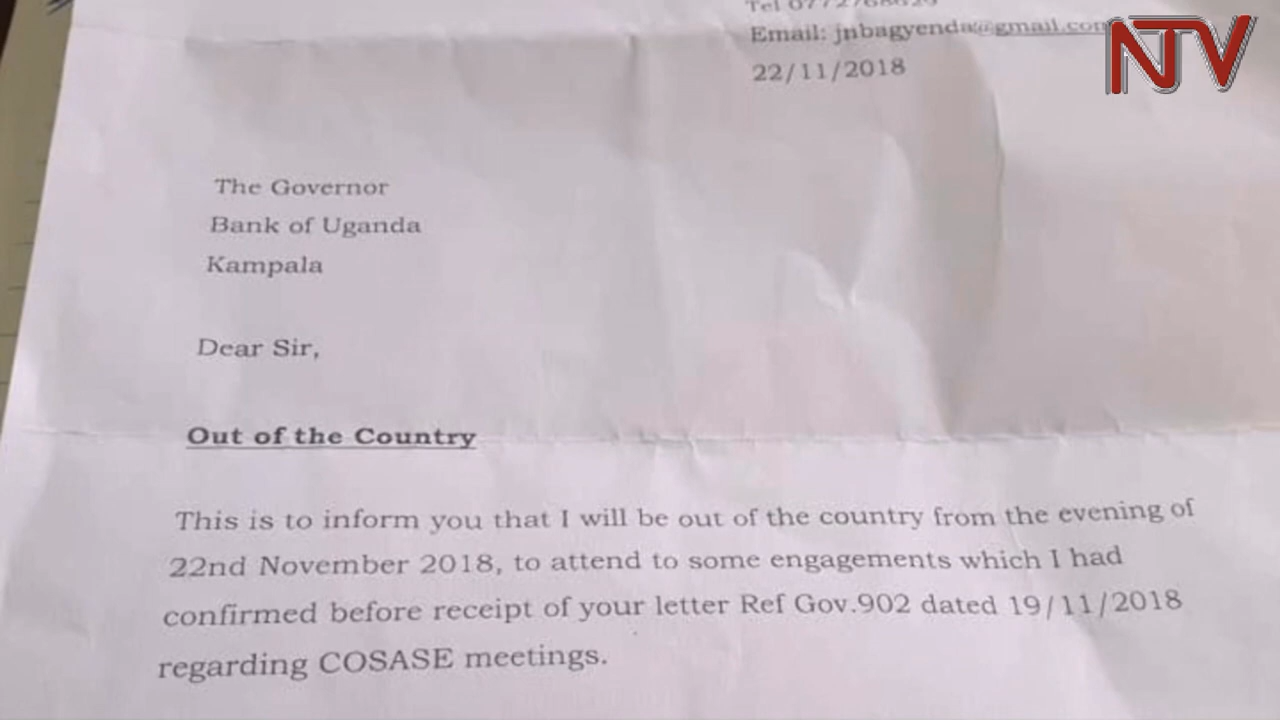 Email: jnbagyenda@gmail.com
22/11/2018
NTV
The Governor
Bank of Uganda
Kampala
Dear Sir,
Out of the Country
This is to inform you that I will be out of the country from the evening of
22nd November 2018, to attend to some engagements which I had
confirmed before receipt of your letter Ref Gov.902 dated 19/11/2018
regarding COSASE meetings.